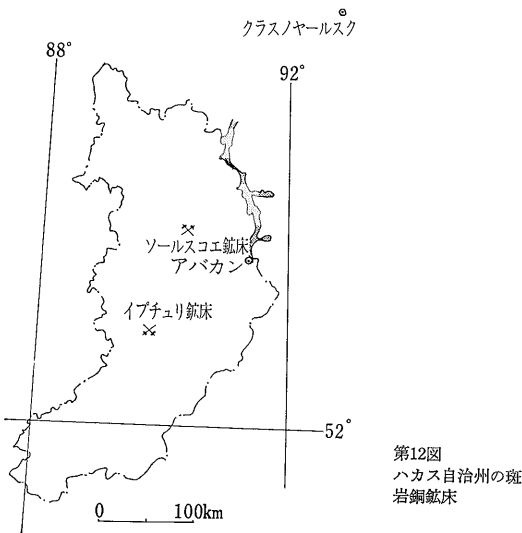 クラスノヤールスク
88°
92°
ソールスコエ鉱床
アバカン
イプチュリ鉱床
52°
0 100km
第12図
ハカス自治州の斑
岩銅鉱床